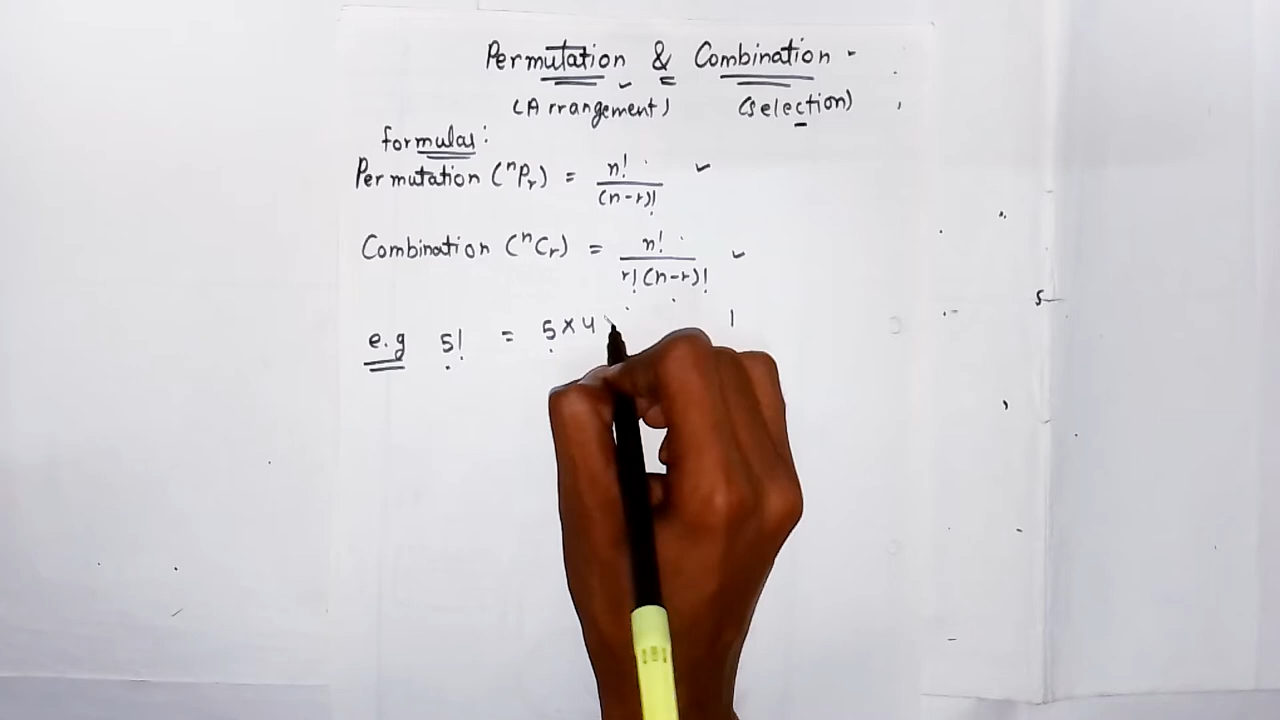 Permutation & Combination
(Arrangement) (selection)
formulas:
Permutation (ⁿPᵣ) = n! / (n-r)!
Combination (ⁿCᵣ) = n! / r!(n-r)!
e.g 5! = 5×4